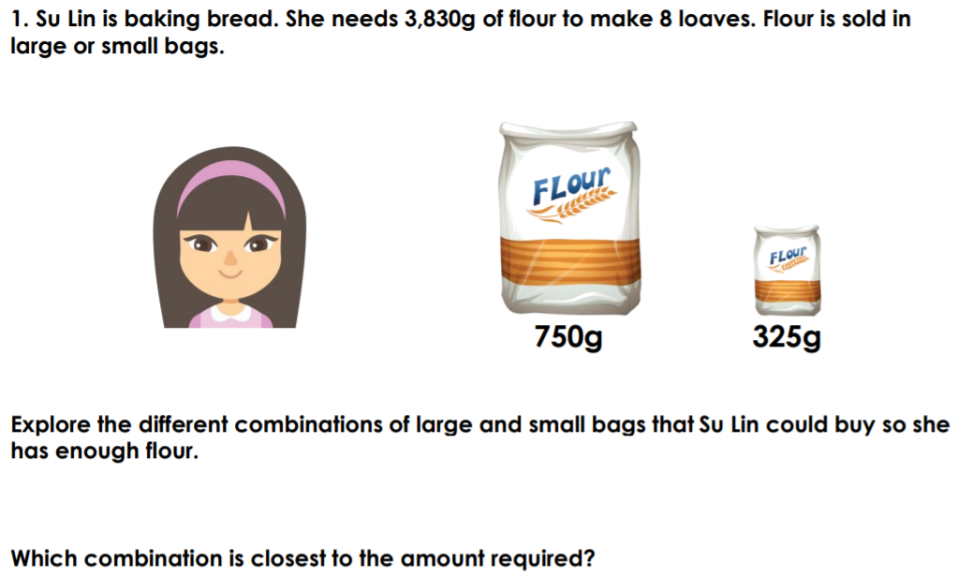 1. Su Lin is baking bread. She needs 3,830g of flour to make 8 loaves. Flour is sold in
large or small bags.
FLour
FLour
750g
325g
Explore the different combinations of large and small bags that Su Lin could buy so she
has enough flour.
Which combination is closest to the amount required?